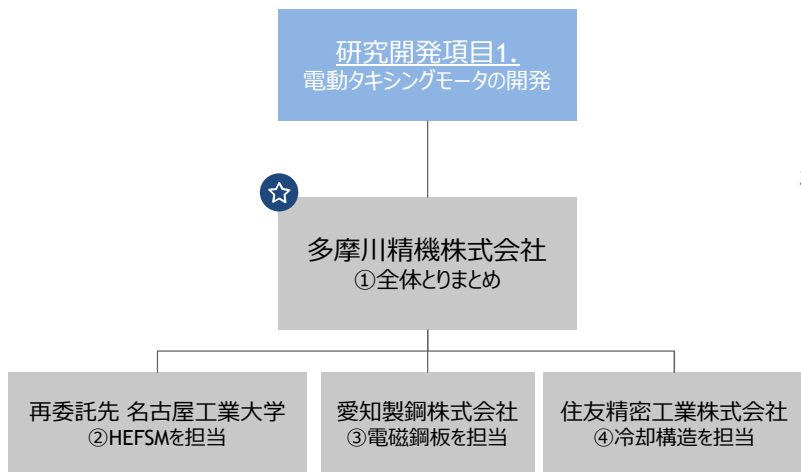 研究開発項目1.
電動タキシングモータの開発
多摩川精機株式会社
①全体とりまとめ
再委託先 名古屋工業大学
②HEFSMを担当
愛知製鋼株式会社
③電磁鋼板を担当
住友精密工業株式会社
④冷却構造を担当